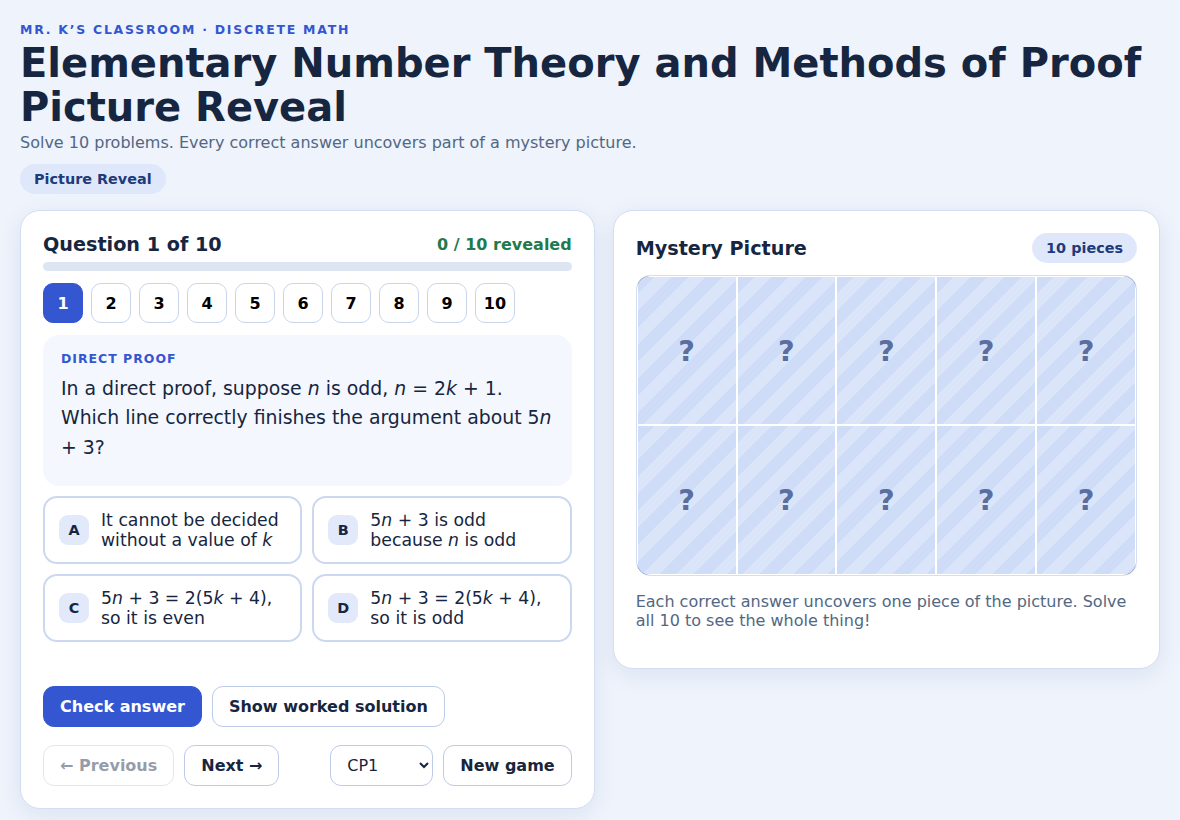 MR. K’S CLASSROOM · DISCRETE MATH
Elementary Number Theory and Methods of Proof
Picture Reveal
Solve 10 problems. Every correct answer uncovers part of a mystery picture.
Picture Reveal
Question 1 of 10
0 / 10 revealed
1 2 3 4 5 6 7 8 9 10
DIRECT PROOF
In a direct proof, suppose n is odd, n = 2k + 1.
Which line correctly finishes the argument about 5n
+ 3?
A
It cannot be decided
without a value of k
B
5n + 3 is odd
because n is odd
C
5n + 3 = 2(5k + 4),
so it is even
D
5n + 3 = 2(5k + 4),
so it is odd
Check answer
Show worked solution
← Previous
Next →
CP1
New game
Mystery Picture
10 pieces
? ? ? ? ?
? ? ? ? ?
Each correct answer uncovers one piece of the picture. Solve
all 10 to see the whole thing!